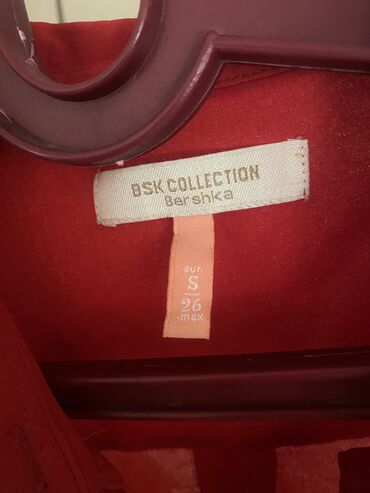 BSK COLLECTION
Bershka
eur.
S
26
.mex